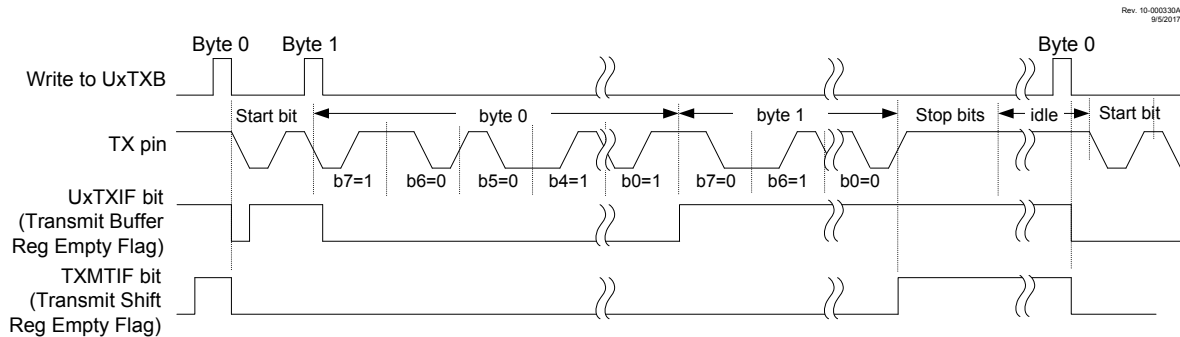 Rev. 10-000330A
9/5/2017
Byte 0 Byte 1 Byte 0
Write to UxTXB
Start bit byte 0 byte 1 Stop bits idle Start bit
TX pin
b7=1 b6=0 b5=0 b4=1 b0=1 b7=0 b6=1 b0=0
UxTXIF bit
(Transmit Buffer
Reg Empty Flag)
TXMTIF bit
(Transmit Shift
Reg Empty Flag)